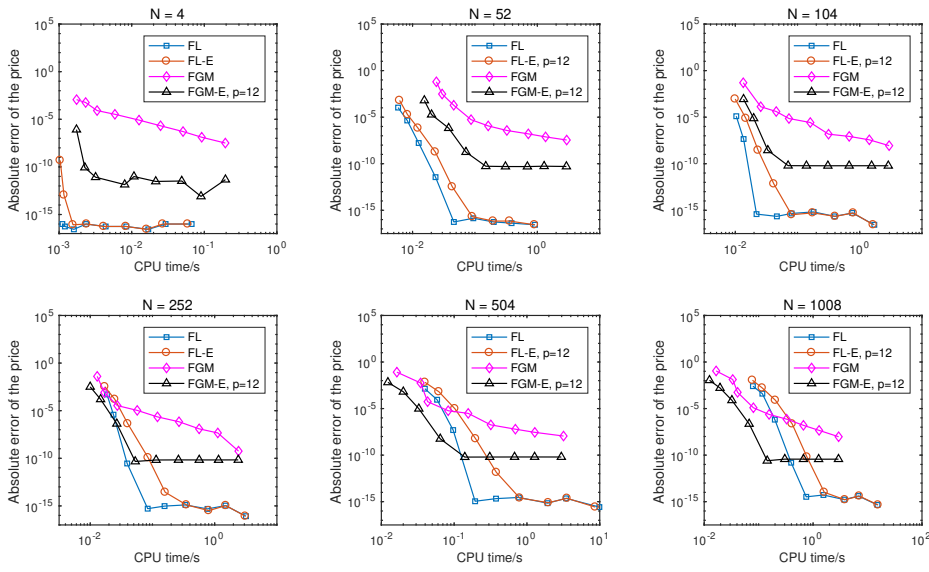 N = 4
Absolute error of the price
10^5
10^0
10^-5
10^-10
10^-15
FL
FL-E
FGM
FGM-E, p=12
10^-3
10^-2
10^-1
10^0
CPU time/s
N = 52
Absolute error of the price
10^5
10^0
10^-5
10^-10
10^-15
FL
FL-E, p=12
FGM
FGM-E, p=12
10^-2
10^0
CPU time/s
N = 104
Absolute error of the price
10^5
10^0
10^-5
10^-10
10^-15
FL
FL-E, p=12
FGM
FGM-E, p=12
10^-2
10^0
CPU time/s
N = 252
Absolute error of the price
10^5
10^0
10^-5
10^-10
10^-15
FL
FL-E
FGM
FGM-E, p=12
10^-2
10^0
CPU time/s
N = 504
Absolute error of the price
10^5
10^0
10^-5
10^-10
10^-15
FL
FL-E, p=12
FGM
FGM-E, p=12
10^-2
10^-1
10^0
10^1
CPU time/s
N = 1008
Absolute error of the price
10^5
10^0
10^-5
10^-10
10^-15
FL
FL-E, p=12
FGM
FGM-E, p=12
10^-2
10^0
10^2
CPU time/s